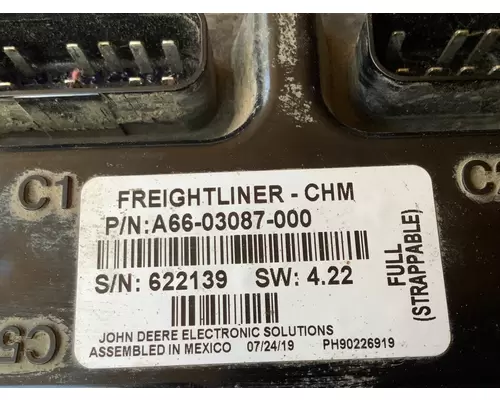 C1
FREIGHTLINER - CHM
P/N:A66-03087-000
S/N: 622139 SW: 4.22
FULL
(STRAPPABLE)
C5
JOHN DEERE ELECTRONIC SOLUTIONS
ASSEMBLED IN MEXICO 07/24/19 PH90226919